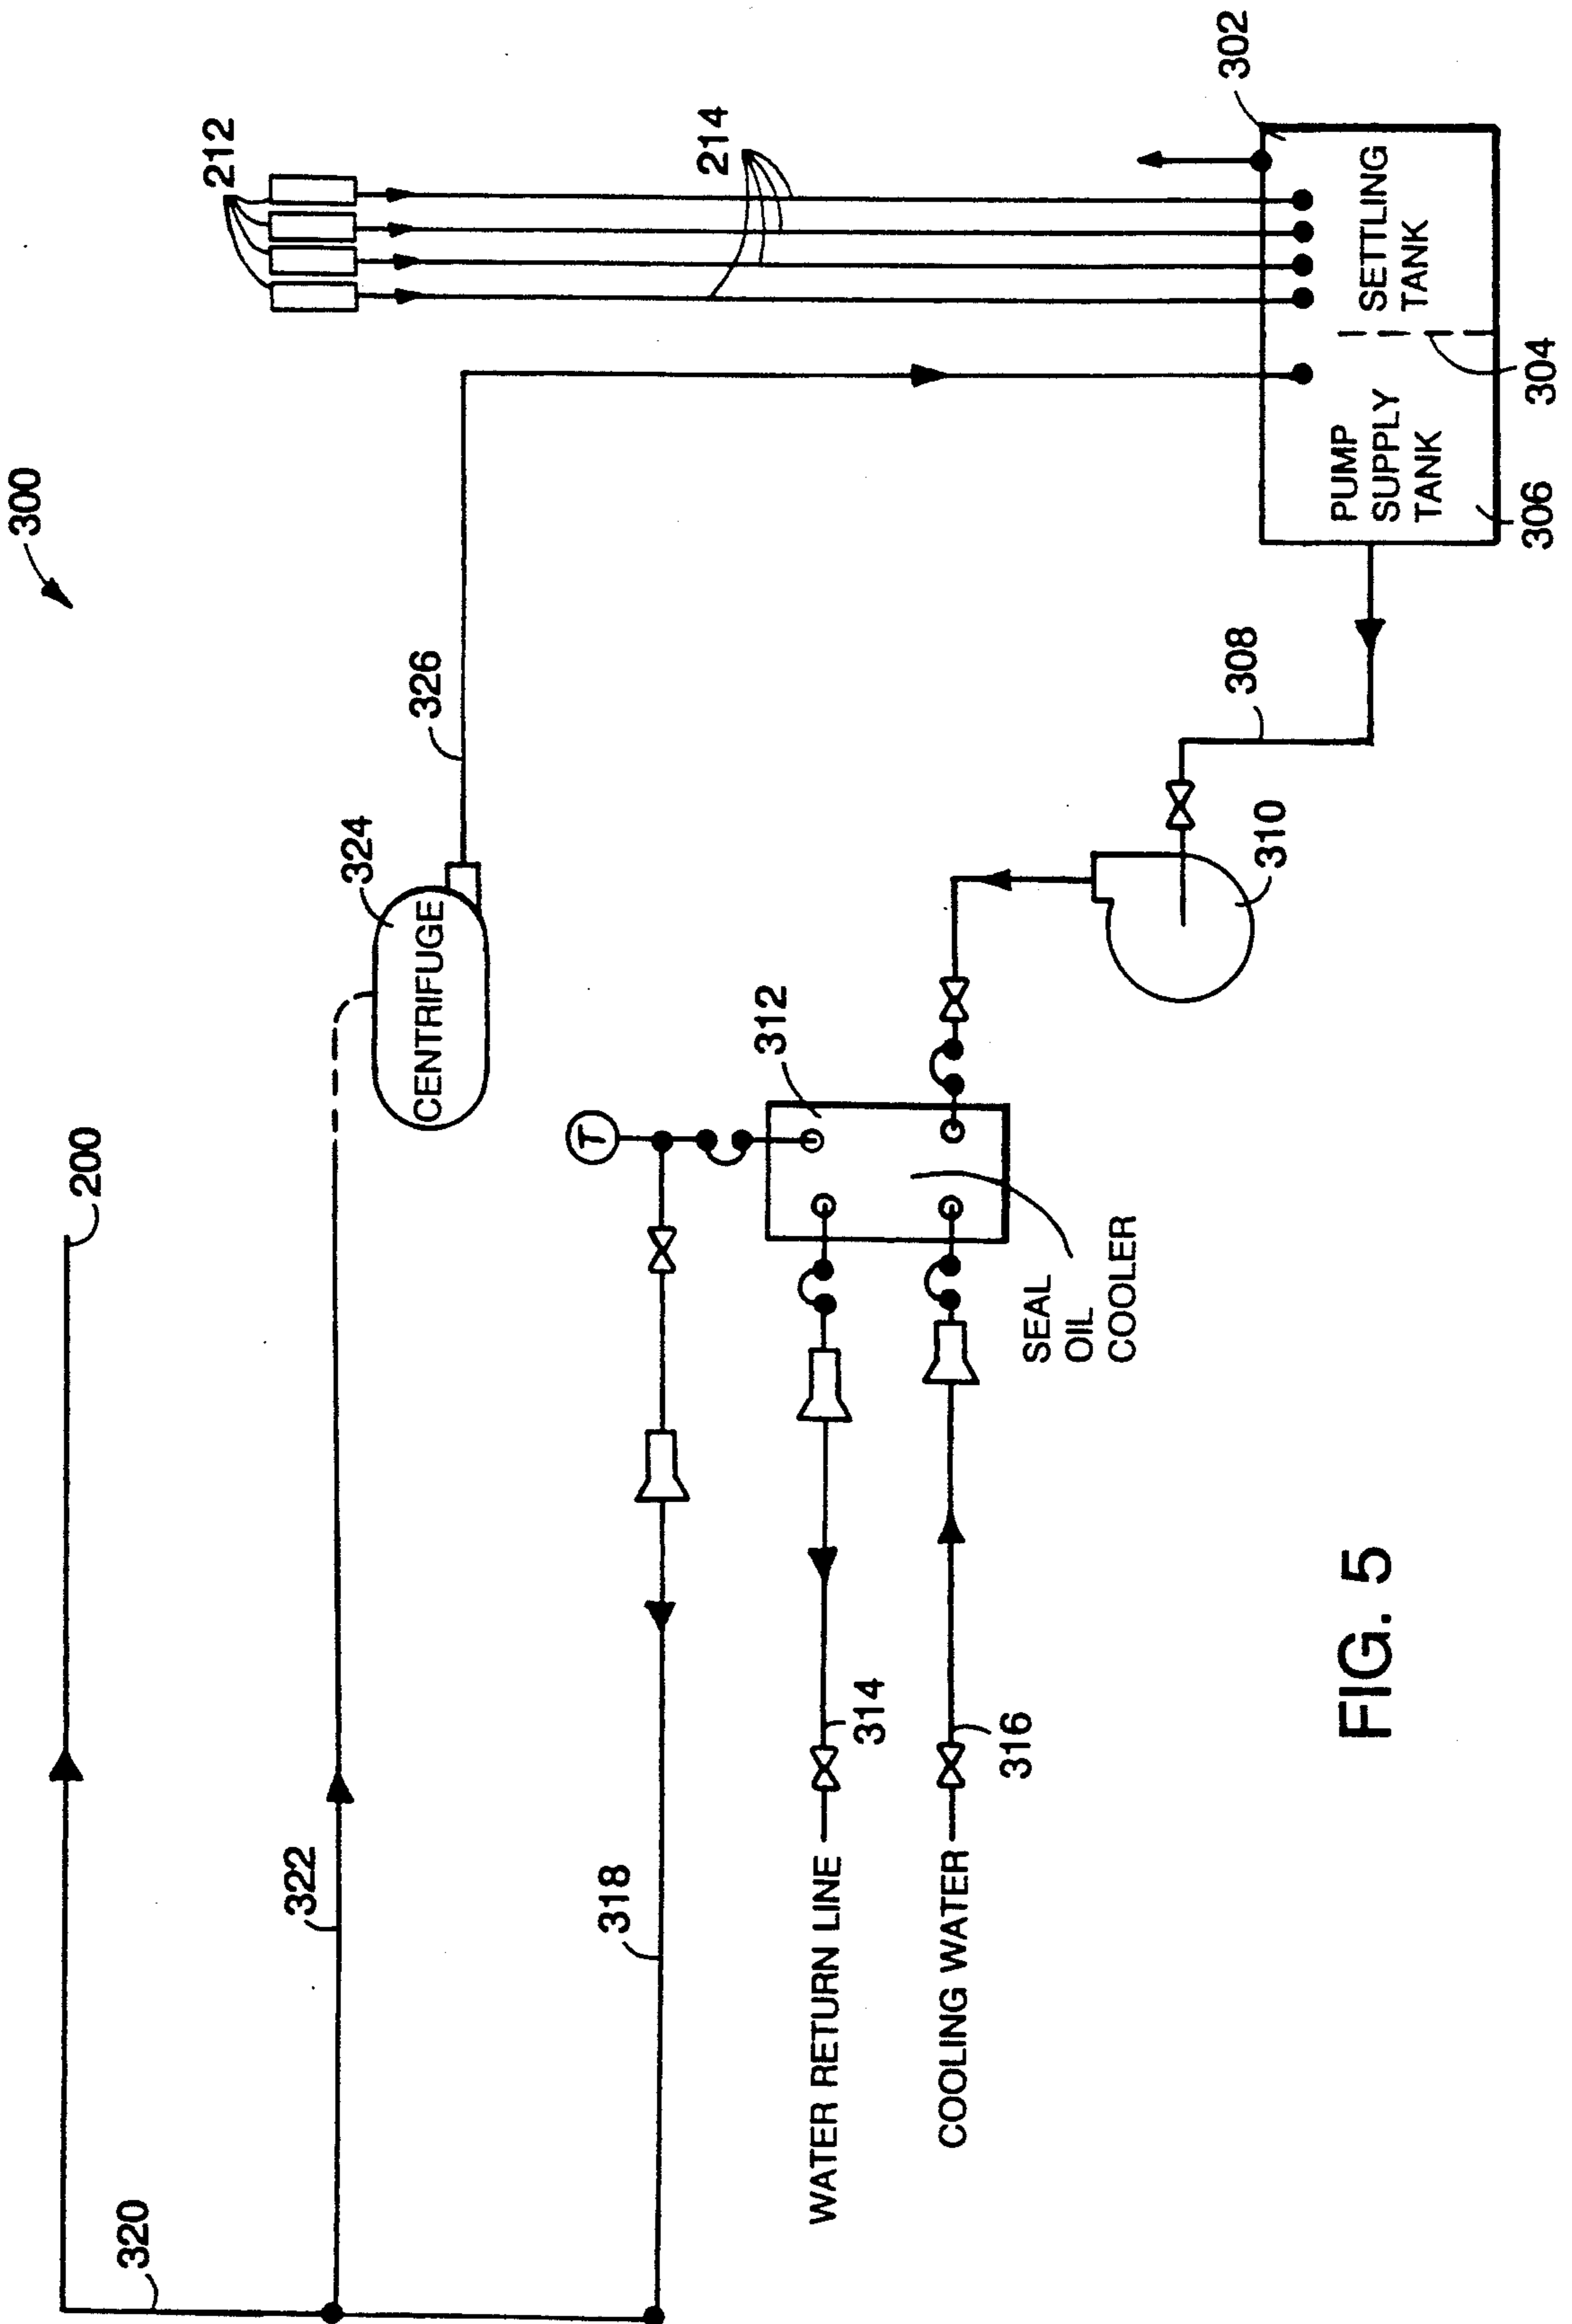 300
200
320
322
324
CENTRIFUGE
326
212
214
302
SETTLING
TANK
304
PUMP
SUPPLY
TANK
306
308
310
312
T
SEAL
OIL
COOLER
318
WATER RETURN LINE
314
COOLING WATER
316
FIG. 5